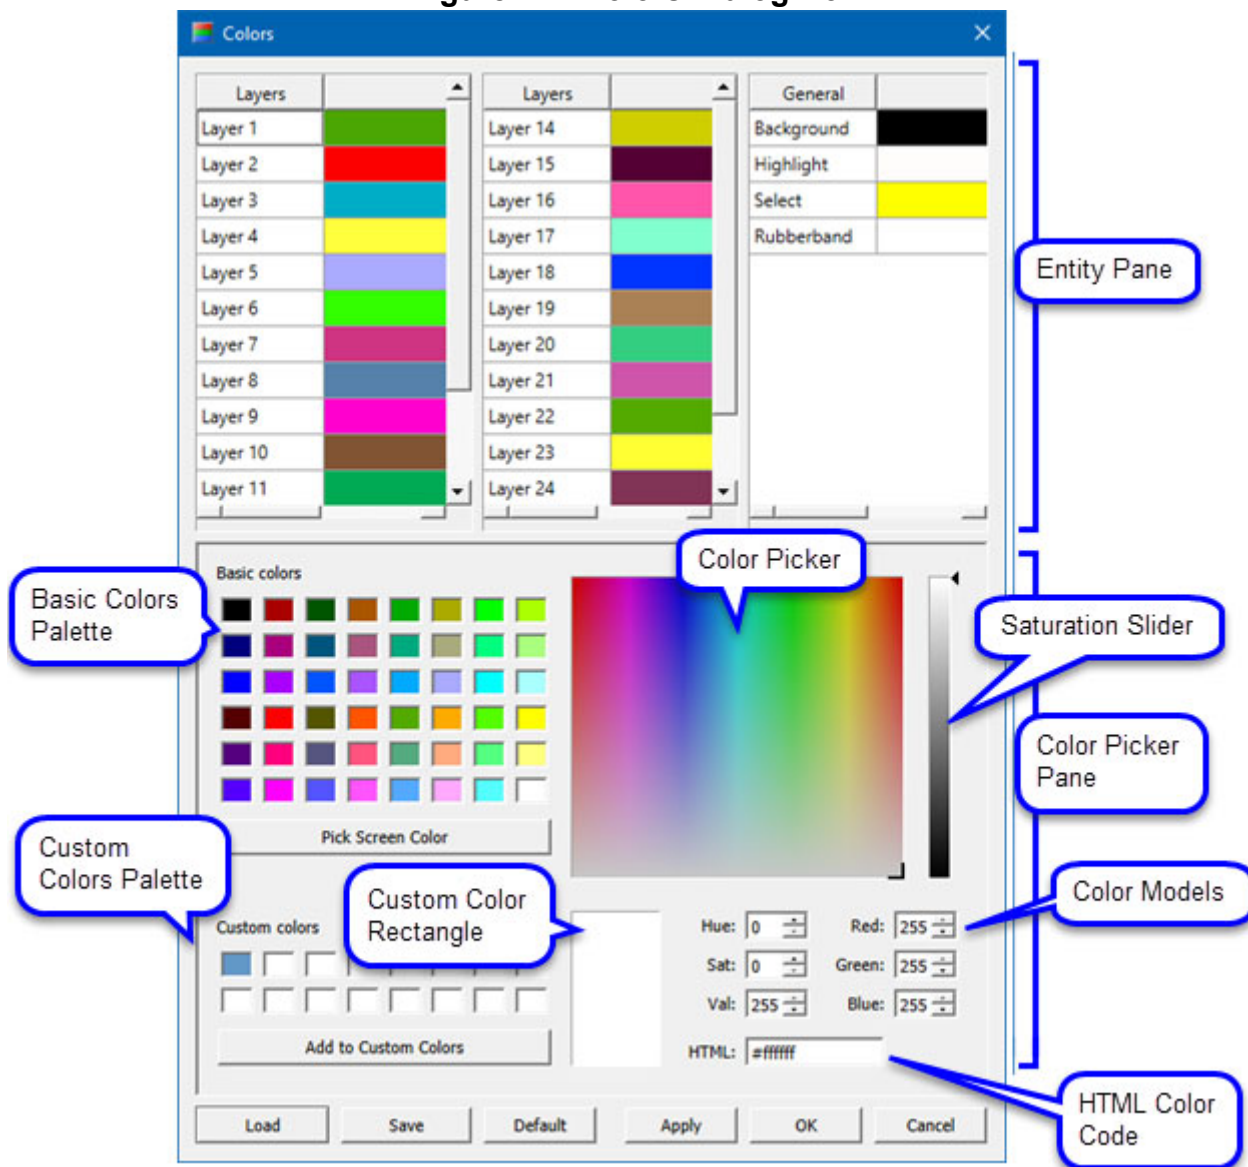 Colors
Layers
Layer 1
Layer 2
Layer 3
Layer 4
Layer 5
Layer 6
Layer 7
Layer 8
Layer 9
Layer 10
Layer 11
Layers
Layer 14
Layer 15
Layer 16
Layer 17
Layer 18
Layer 19
Layer 20
Layer 21
Layer 22
Layer 23
Layer 24
General
Background
Highlight
Select
Rubberband
Entity Pane
Basic colors
Basic Colors
Palette
Color Picker
Saturation Slider
Color Picker
Pane
Pick Screen Color
Custom
Colors Palette
Custom Color
Rectangle
Color Models
Custom colors
Hue: 0
Red: 255
Sat: 0
Green: 255
Val: 255
Blue: 255
HTML: #ffffff
Add to Custom Colors
HTML Color
Code
Load
Save
Default
Apply
OK
Cancel